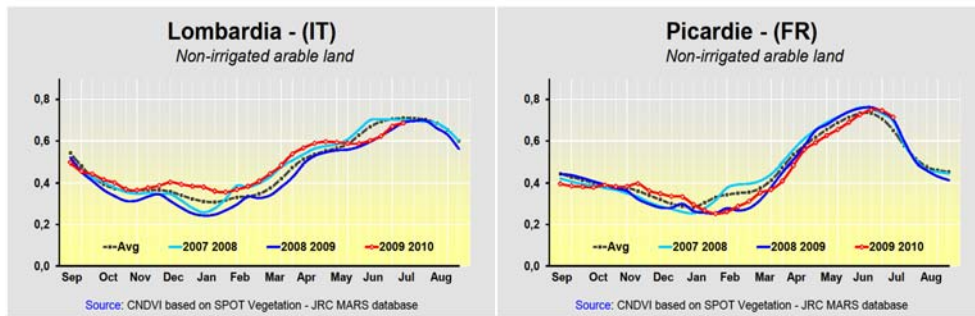 Lombardia - (IT)
Non-irrigated arable land
0,8
0,6
0,4
0,2
0,0
Avg 2007 2008 2008 2009 2009 2010
Sep Oct Nov Dec Jan Feb Mar Apr May Jun Jul Aug
Source: CNDVI based on SPOT Vegetation - JRC MARS database
Picardie - (FR)
Non-irrigated arable land
0,8
0,6
0,4
0,2
0,0
Avg 2007 2008 2008 2009 2009 2010
Sep Oct Nov Dec Jan Feb Mar Apr May Jun Jul Aug
Source: CNDVI based on SPOT Vegetation - JRC MARS database